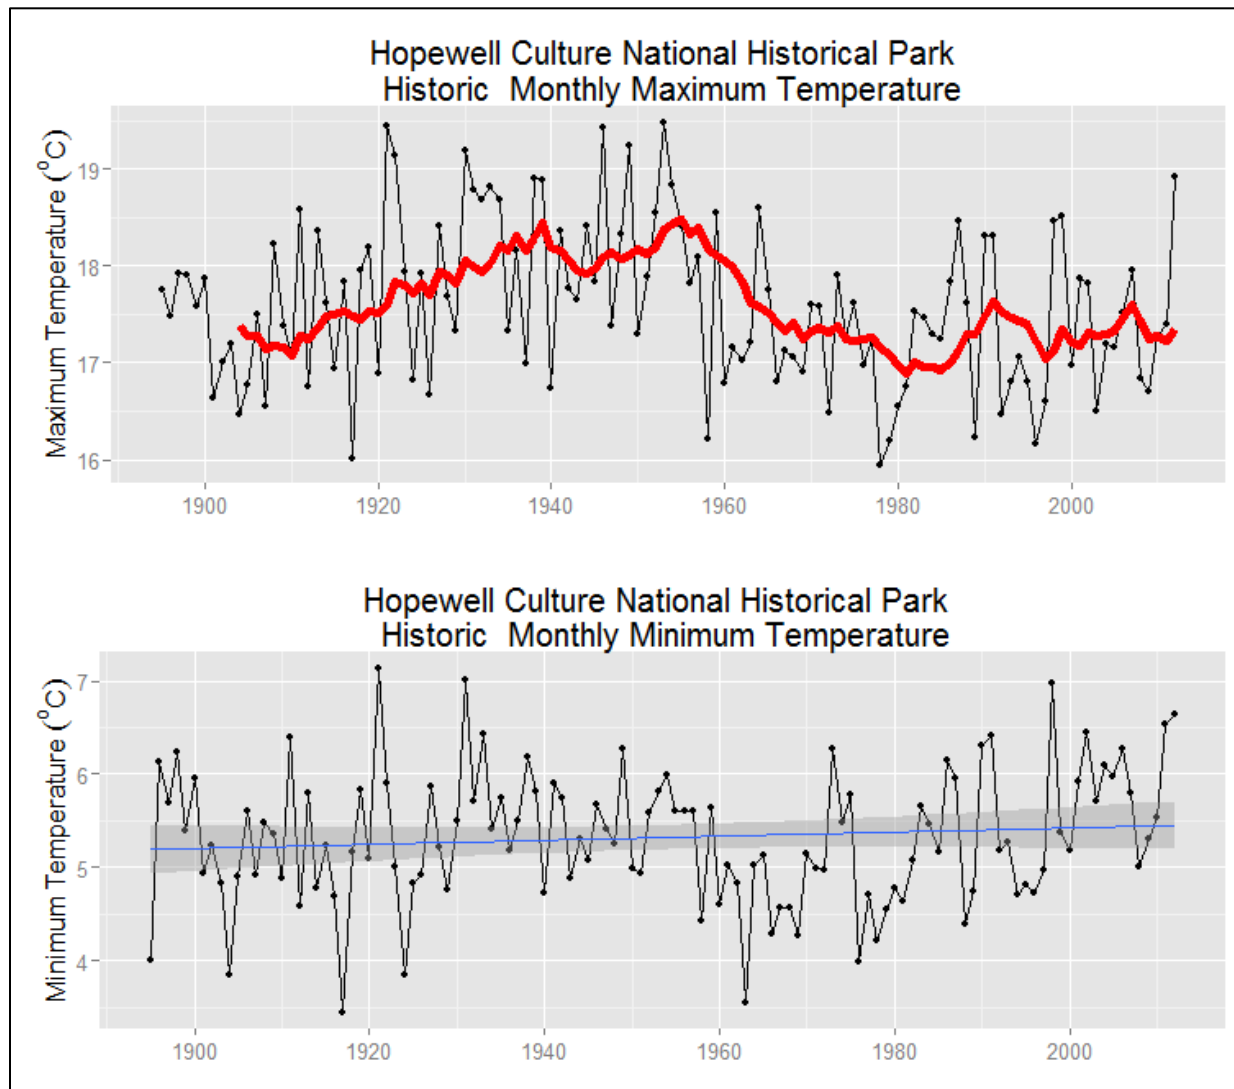 Hopewell Culture National Historical Park
Historic Monthly Maximum Temperature
Maximum Temperature (⁰C)
19
18
17
16
1900 1920 1940 1960 1980 2000
Hopewell Culture National Historical Park
Historic Monthly Minimum Temperature
Minimum Temperature (⁰C)
7
6
5
4
1900 1920 1940 1960 1980 2000